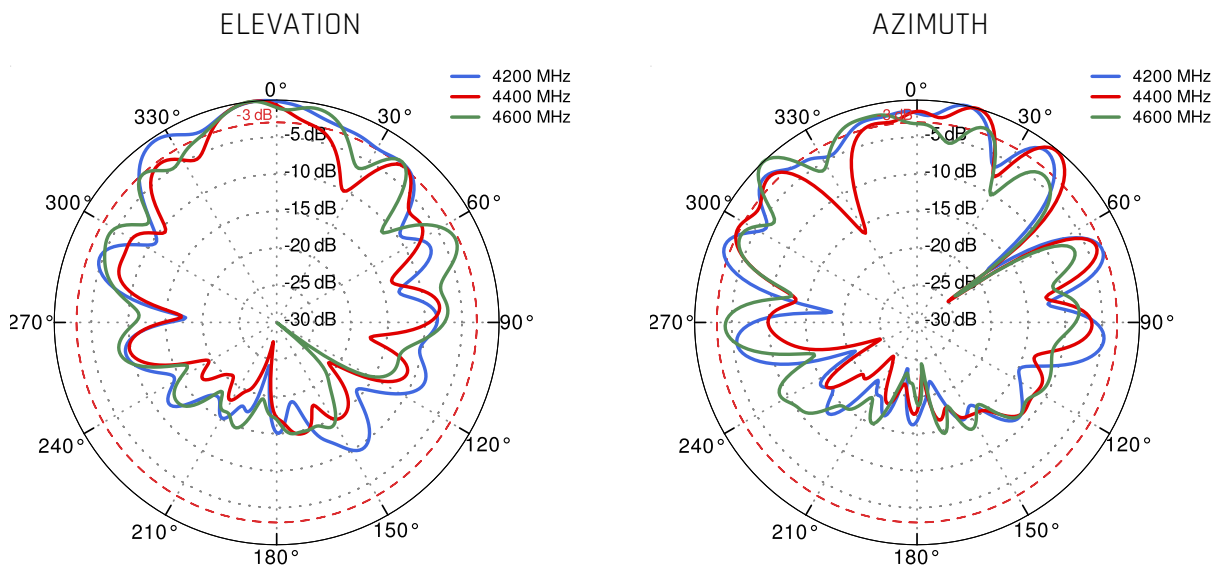 ELEVATION
4200 MHz
4400 MHz
4600 MHz
0°
30°
60°
90°
120°
150°
180°
210°
240°
270°
300°
330°
-3 dB
-5 dB
-10 dB
-15 dB
-20 dB
-25 dB
-30 dB
AZIMUTH
4200 MHz
4400 MHz
4600 MHz
0°
30°
60°
90°
120°
150°
180°
210°
240°
270°
300°
330°
-3 dB
-5 dB
-10 dB
-15 dB
-20 dB
-25 dB
-30 dB